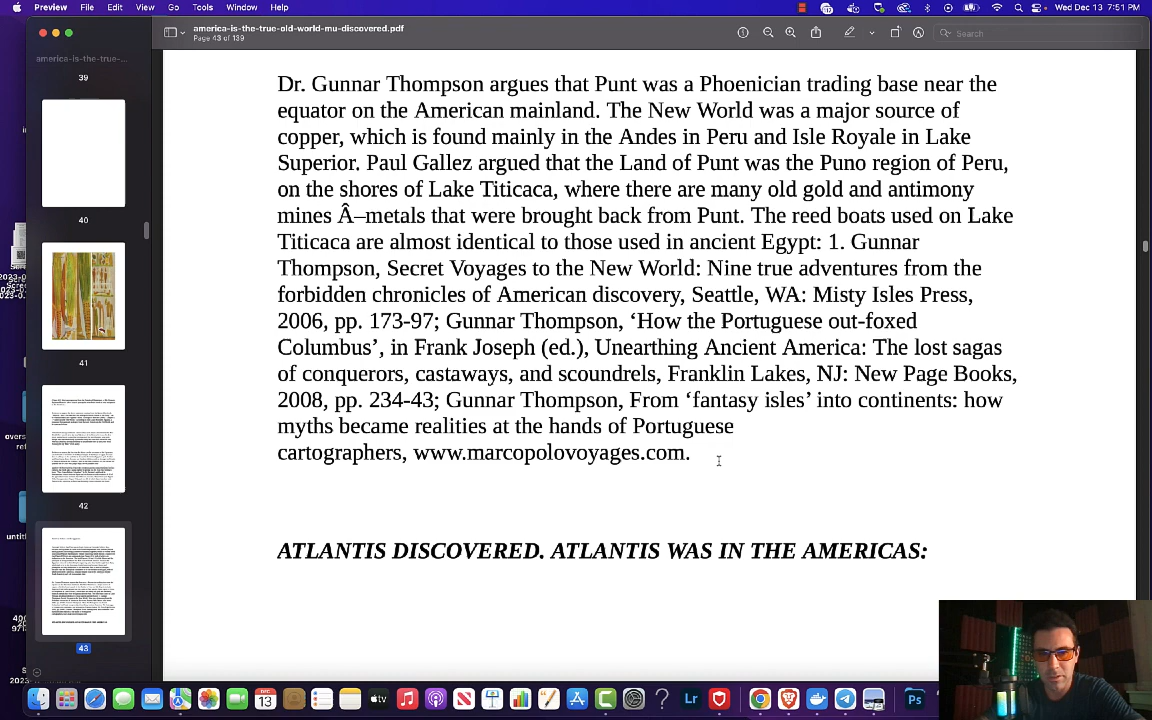 Preview File Edit View Go Tools Window Help Wed Dec 13 7:51 PM
america-is-the-true-old-world-mu-discovered.pdf
Page 43 of 139
Search
america-is-the-true-...
39
40
41
42
43
Dr. Gunnar Thompson argues that Punt was a Phoenician trading base near the
equator on the American mainland. The New World was a major source of
copper, which is found mainly in the Andes in Peru and Isle Royale in Lake
Superior. Paul Gallez argued that the Land of Punt was the Puno region of Peru,
on the shores of Lake Titicaca, where there are many old gold and antimony
mines Â–metals that were brought back from Punt. The reed boats used on Lake
Titicaca are almost identical to those used in ancient Egypt: 1. Gunnar
Thompson, Secret Voyages to the New World: Nine true adventures from the
forbidden chronicles of American discovery, Seattle, WA: Misty Isles Press,
2006, pp. 173-97; Gunnar Thompson, ‘How the Portuguese out-foxed
Columbus’, in Frank Joseph (ed.), Unearthing Ancient America: The lost sagas
of conquerors, castaways, and scoundrels, Franklin Lakes, NJ: New Page Books,
2008, pp. 234-43; Gunnar Thompson, From ‘fantasy isles’ into continents: how
myths became realities at the hands of Portuguese
cartographers, www.marcopolovoyages.com.
ATLANTIS DISCOVERED. ATLANTIS WAS IN THE AMERICAS: